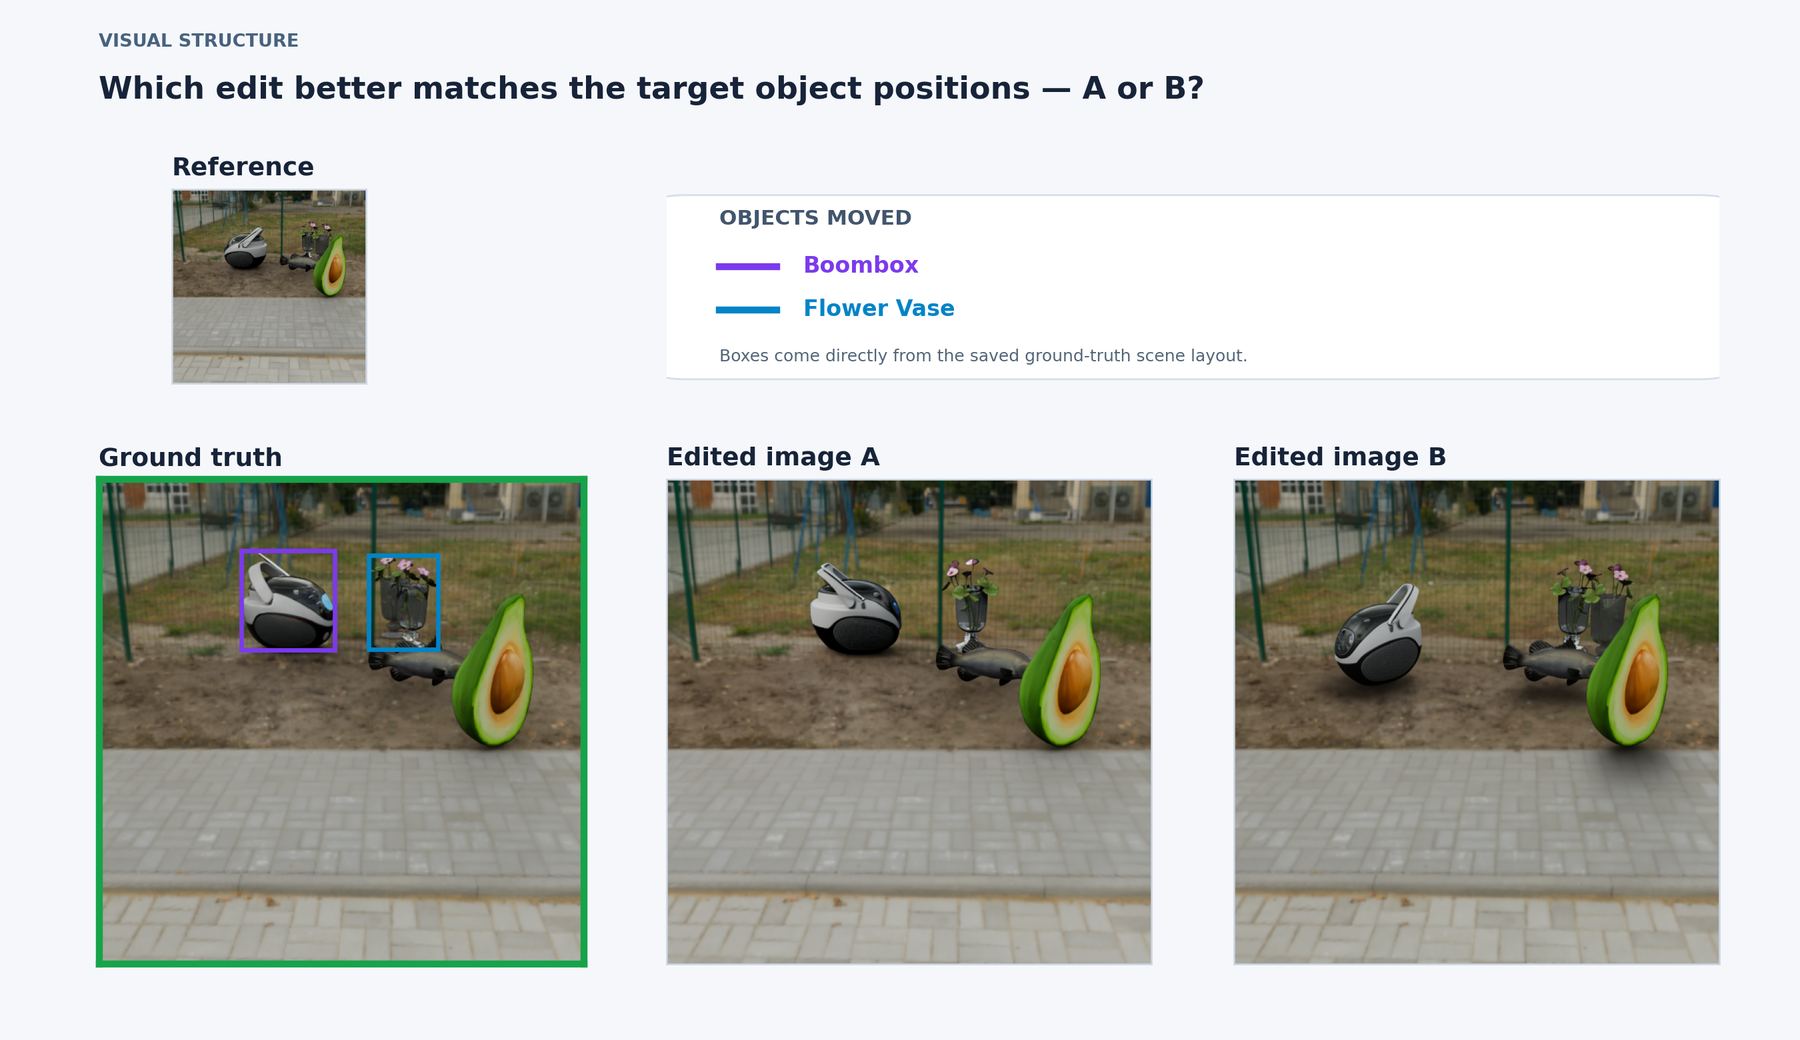 VISUAL STRUCTURE
Which edit better matches the target object positions — A or B?
Reference
OBJECTS MOVED
Boombox
Flower Vase
Boxes come directly from the saved ground-truth scene layout.
Ground truth
Edited image A
Edited image B